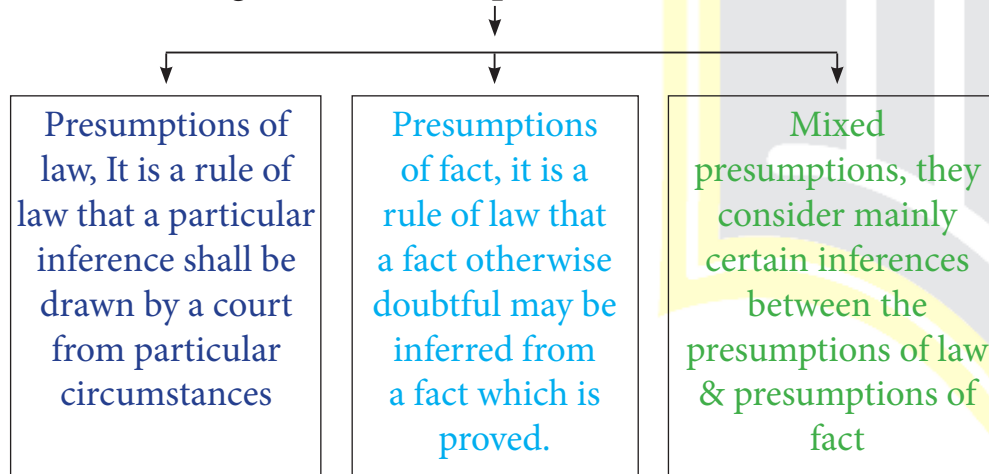 Presumptions of
law, It is a rule of
law that a particular
inference shall be
drawn by a court
from particular
circumstances
Presumptions
of fact, it is a
rule of law that
a fact otherwise
doubtful may be
inferred from
a fact which is
proved.
Mixed
presumptions, they
consider mainly
certain inferences
between the
presumptions of law
& presumptions of
fact